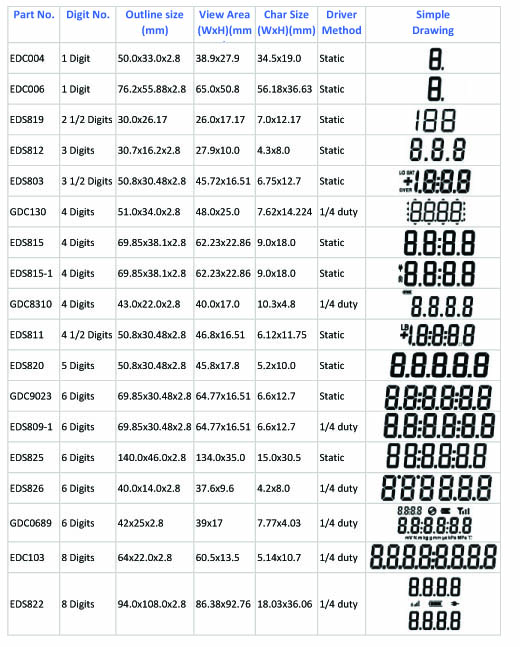 Part No. Digit No. Outline size (mm) View Area (WxH)(mm Char Size (WxH)(mm) Driver Method Simple Drawing
EDC004 1 Digit 50.0x33.0x2.8 38.9x27.9 34.5x19.0 Static 8.
EDC006 1 Digit 76.2x55.88x2.8 65.0x50.8 56.18x36.63 Static 8.
EDS819 2 1/2 Digits 30.0x26.17 26.0x17.17 7.0x12.17 Static 188
EDS812 3 Digits 30.7x16.2x2.8 27.9x10.0 4.3x8.0 Static 8.8.8
EDS803 3 1/2 Digits 50.8x30.48x2.8 45.72x16.51 6.75x12.7 Static LO BAT + OVER 1.8:8.8
GDC130 4 Digits 51.0x34.0x2.8 48.0x25.0 7.62x14.224 1/4 duty 8.8:8.8
EDS815 4 Digits 69.85x38.1x2.8 62.23x22.86 9.0x18.0 Static 8.8:8.8
EDS815-1 4 Digits 69.85x38.1x2.8 62.23x22.86 9.0x18.0 Static 8.8:8.8
GDC8310 4 Digits 43.0x22.0x2.8 40.0x17.0 10.3x4.8 1/4 duty 8.8.8.8
EDS811 4 1/2 Digits 50.8x30.48x2.8 46.8x16.51 6.12x11.75 Static +1.8:8.8.8
EDS820 5 Digits 50.8x30.48x2.8 45.8x17.8 5.2x10.0 Static 8.8.8.8.8
GDC9023 6 Digits 69.85x30.48x2.8 64.77x16.51 6.6x12.7 Static 8.8:8.8:8.8
EDS809-1 6 Digits 69.85x30.48x2.8 64.77x16.51 6.6x12.7 1/4 duty 8.8:8.8:8.8
EDS825 6 Digits 140.0x46.0x2.8 134.0x35.0 15.0x30.5 Static 8 8:8.8:8.8
EDS826 6 Digits 40.0x14.0x2.8 37.6x9.6 4.2x8.0 1/4 duty 8"8'8 8.8.8
GDC0689 6 Digits 42x25x2.8 39x17 7.77x4.03 1/4 duty 88:8.8 8.8:8.8:8.8
EDC103 8 Digits 64x22.0x2.8 60.5x13.5 5.14x10.7 1/4 duty 8.8.8.8:8.8.8.8
EDS822 8 Digits 94.0x108.0x2.8 86.38x92.76 18.03x36.06 1/4 duty 8.8.8.8 8.8.8.8